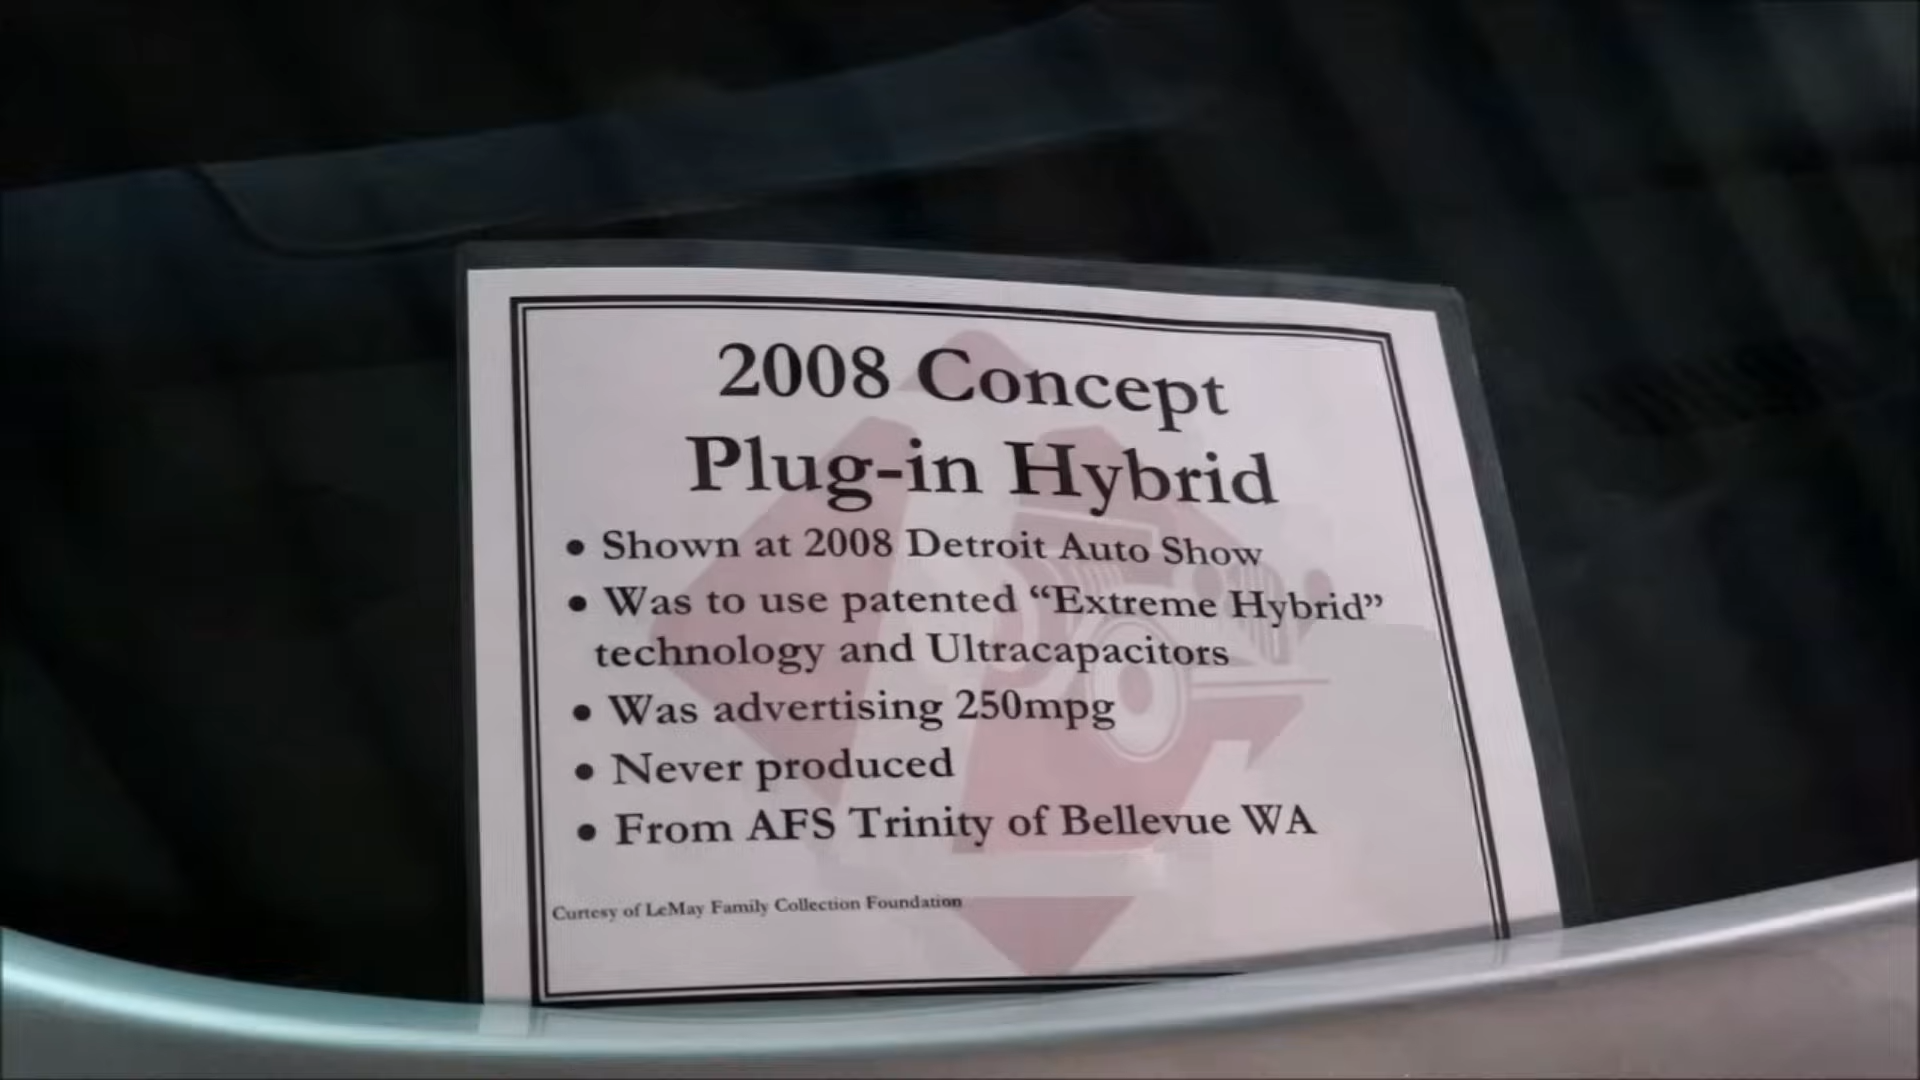 2008 Concept
Plug-in Hybrid
• Shown at 2008 Detroit Auto Show
• Was to use patented “Extreme Hybrid”
technology and Ultracapacitors
• Was advertising 250mpg
• Never produced
• From AFS Trinity of Bellevue WA
Curtesy of LeMay Family Collection Foundation